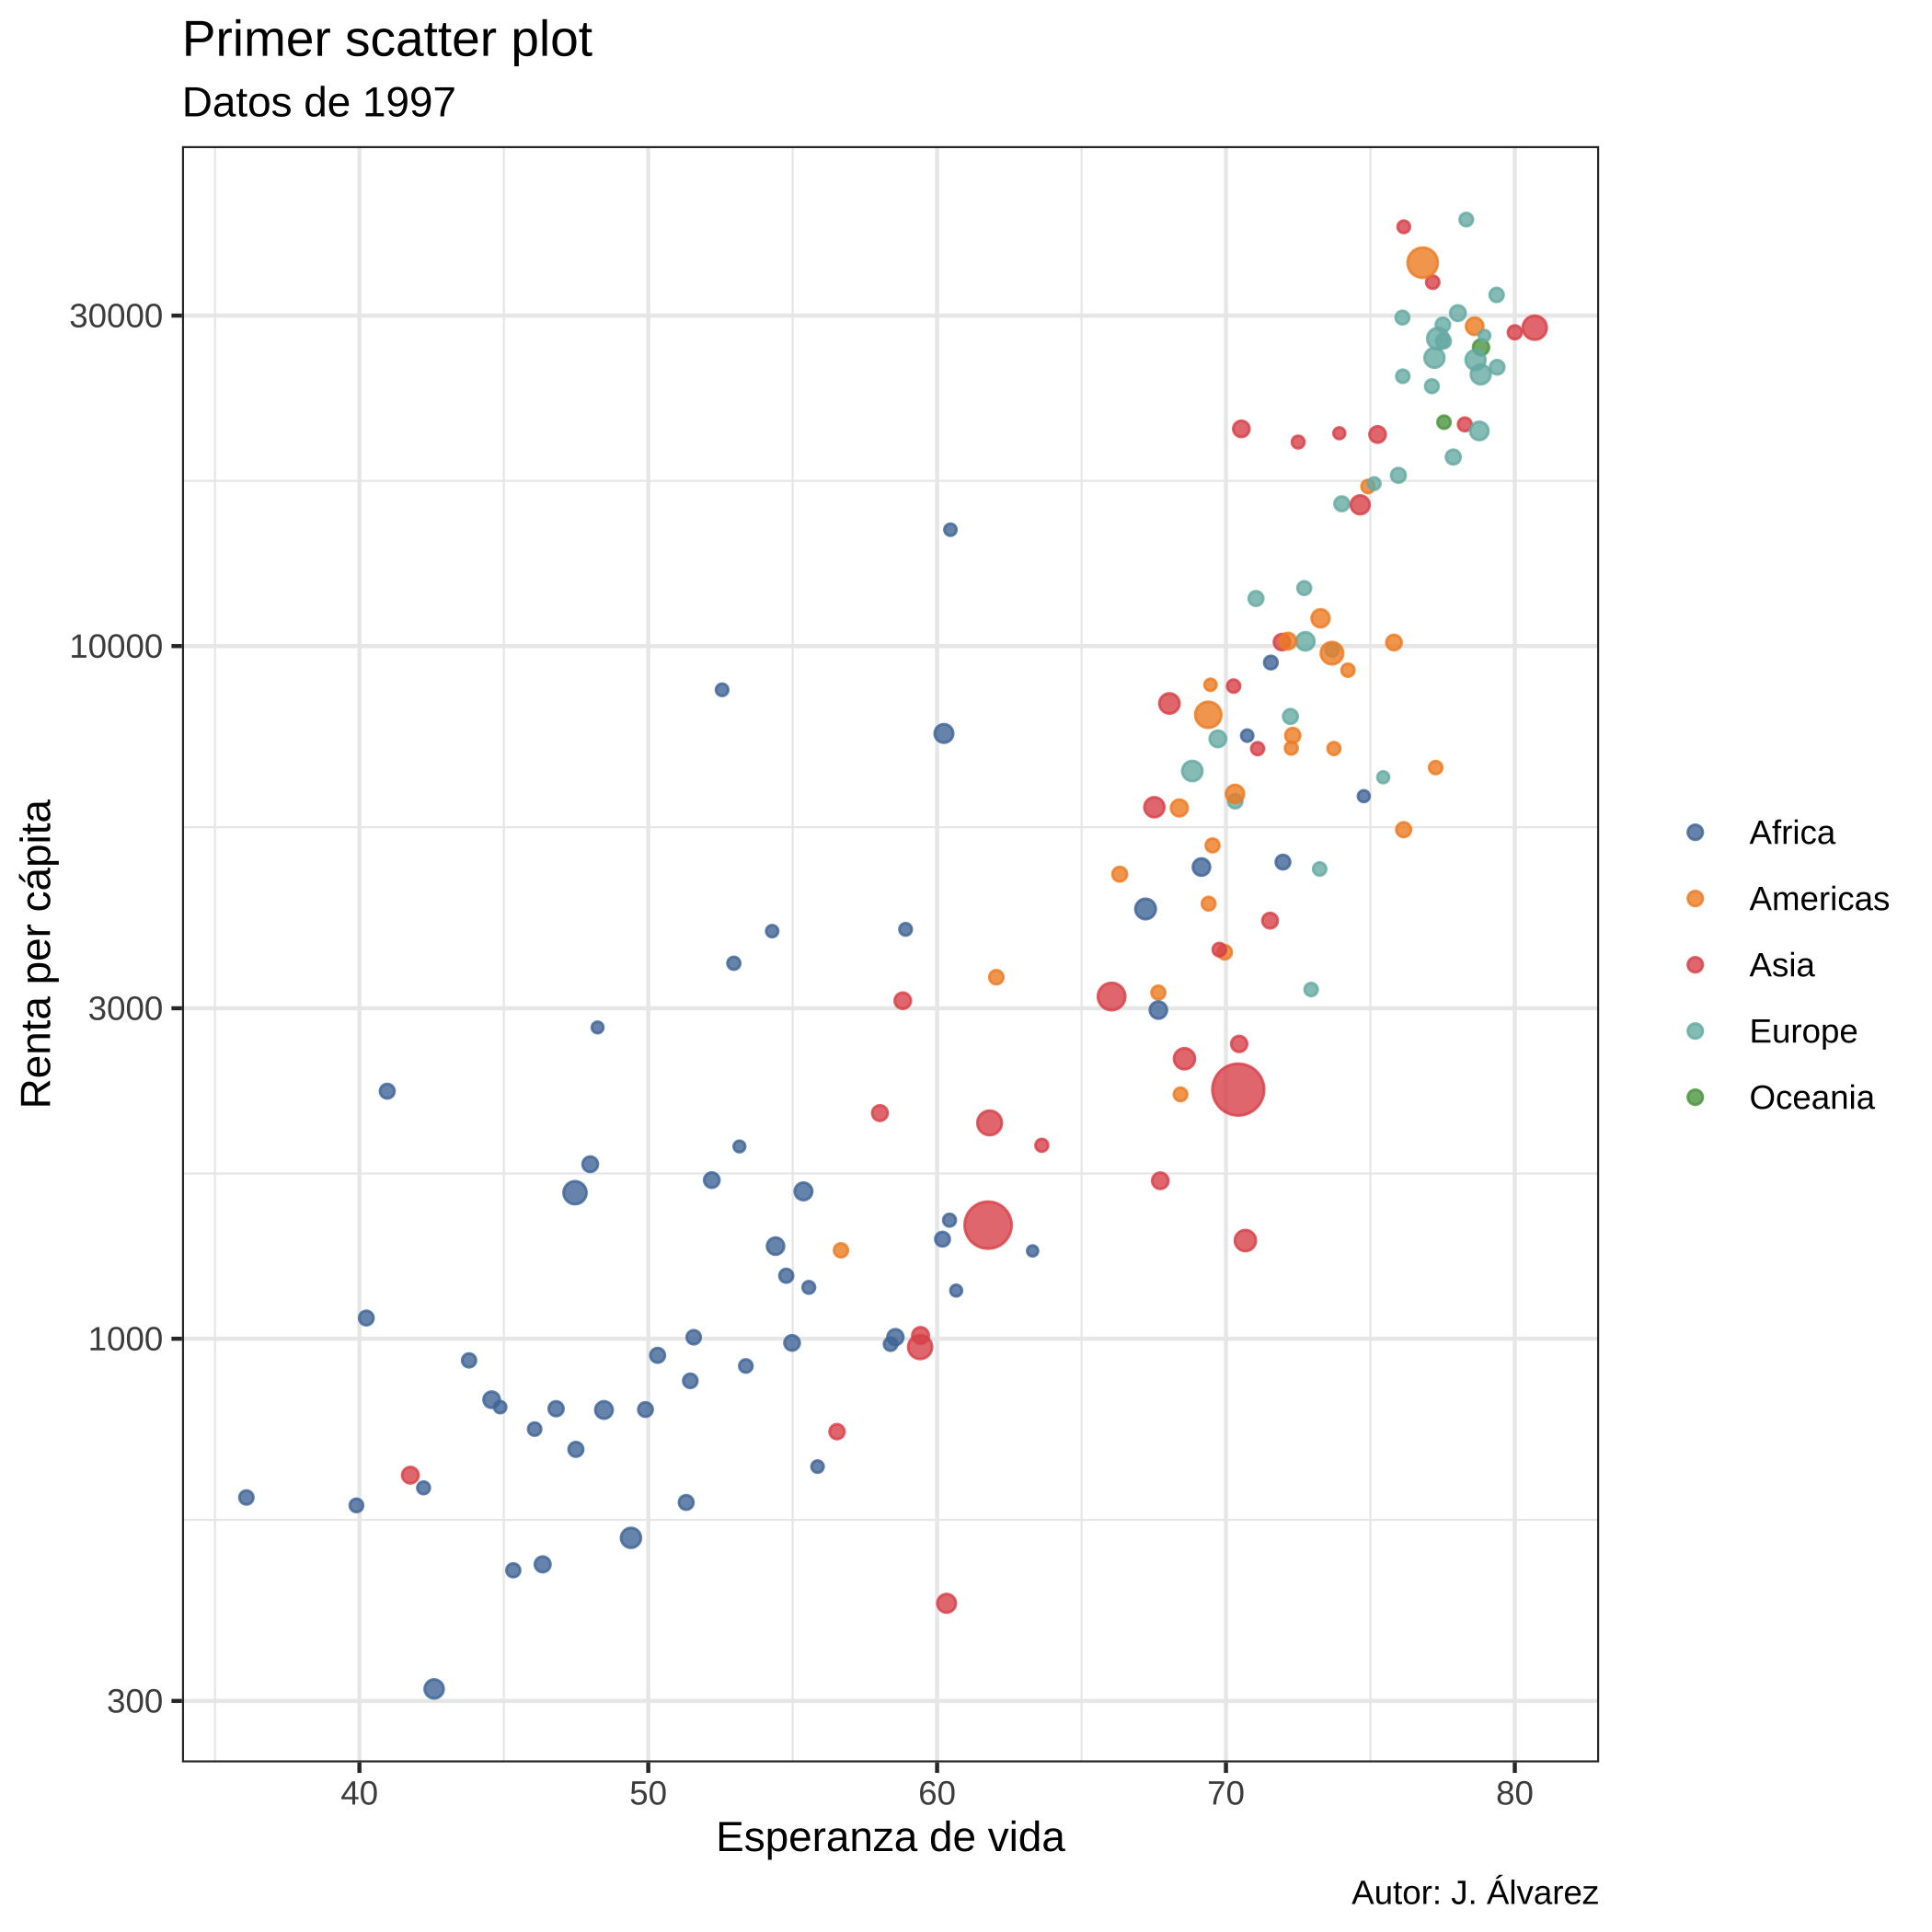 Primer scatter plot
Datos de 1997
Renta per cápita
30000
10000
3000
1000
300
40 50 60 70 80
Esperanza de vida
Africa
Americas
Asia
Europe
Oceania
Autor: J. Álvarez